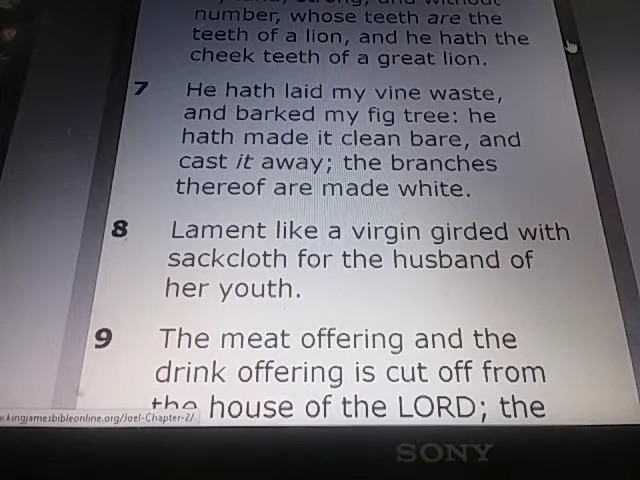 number, whose teeth are the
teeth of a lion, and he hath the
cheek teeth of a great lion.
7 He hath laid my vine waste,
and barked my fig tree: he
hath made it clean bare, and
cast it away; the branches
thereof are made white.
8 Lament like a virgin girded with
sackcloth for the husband of
her youth.
9 The meat offering and the
drink offering is cut off from
the house of the LORD; the
.kingjamesbibleonline.org/Joel-Chapter-2/
SONY